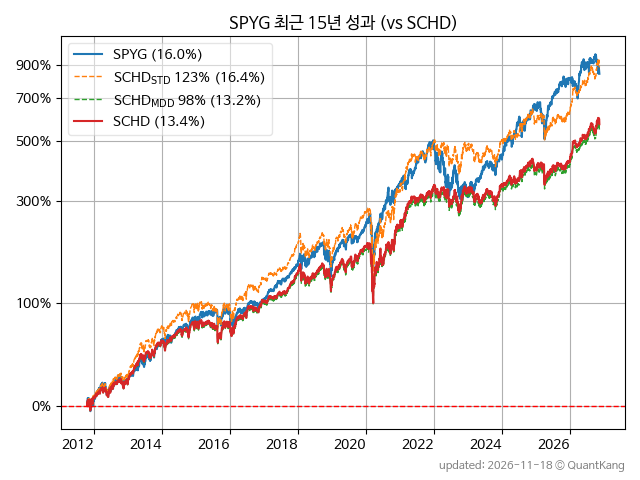 SPYG 최근 15년 성과 (vs SCHD)
SPYG (16.0%)
SCHD_STD 123% (16.4%)
SCHD_MDD 98% (13.2%)
SCHD (13.4%)
900%
700%
500%
300%
100%
0%
2012 2014 2016 2018 2020 2022 2024 2026
updated: 2026-11-18 © QuantKang